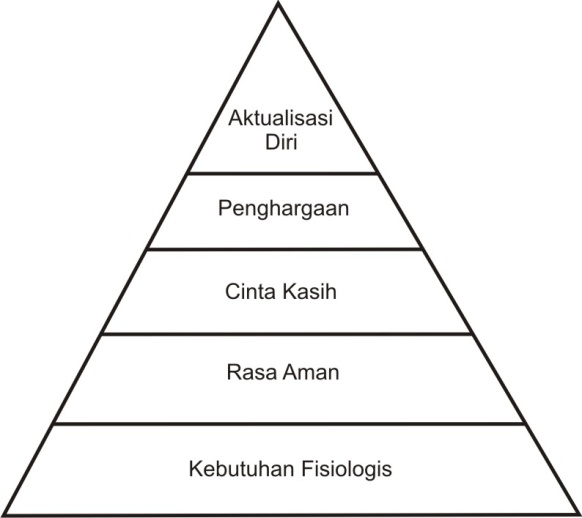 Aktualisasi
Diri
Penghargaan
Cinta Kasih
Rasa Aman
Kebutuhan Fisiologis